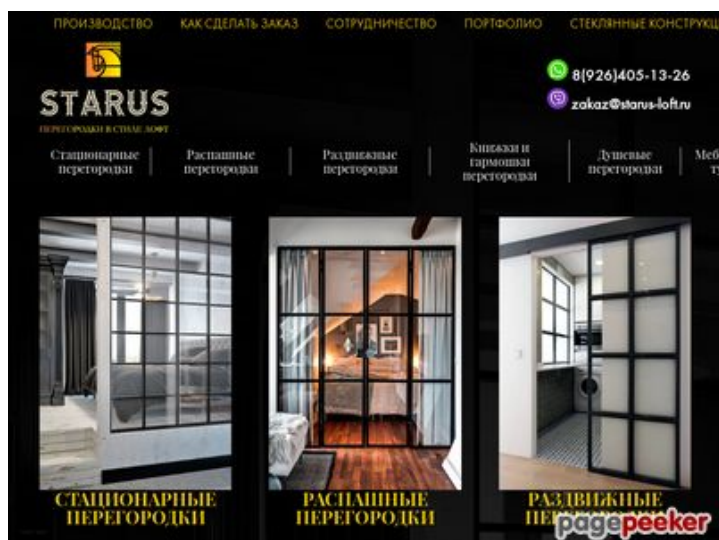 ПРОИЗВОДСТВО КАК СДЕЛАТЬ ЗАКАЗ СОТРУДНИЧЕСТВО ПОРТФОЛИО СТЕКЛЯННЫЕ
STARUS
ПЕРЕГОРОДКИ В СТИЛЕ ЛОФТ
8(926)405-13-26
zakaz@starus-loft.ru
Стационарные перегородки
Распашные перегородки
Раздвижные перегородки
Книжки и гармошки перегородки
Душевые перегородки
СТАЦИОНАРНЫЕ
ПЕРЕГОРОДКИ
РАСПАШНЫЕ
ПЕРЕГОРОДКИ
РАЗДВИЖНЫЕ
pagepeeker